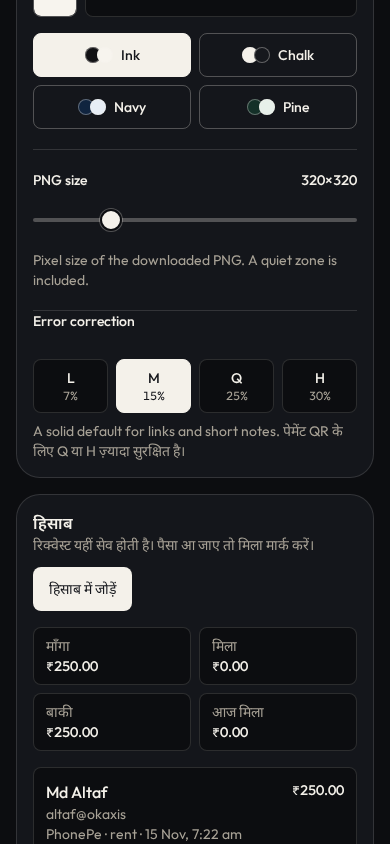 Ink Chalk
Navy Pine
PNG size 320×320
Pixel size of the downloaded PNG. A quiet zone is
included.
Error correction
L M Q H
7% 15% 25% 30%
A solid default for links and short notes. पेमेंट QR के
लिए Q या H ज़्यादा सुरक्षित है।
हिसाब
रिक्वेस्ट यहीं सेव होती है। पैसा आ जाए तो मिला मार्क करें।
हिसाब में जोड़ें
माँगा मिला
₹250.00 ₹0.00
बाकी आज मिला
₹250.00 ₹0.00
Md Altaf ₹250.00
altaf@okaxis
PhonePe · rent · 15 Nov, 7:22 am